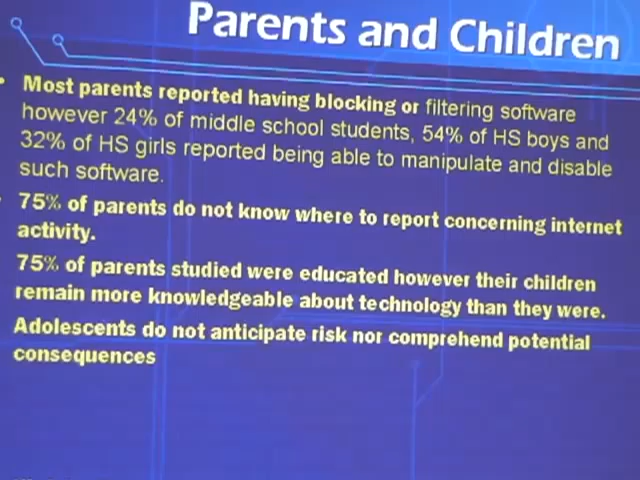 Parents and Children
Most parents reported having blocking or filtering software
however 24% of middle school students, 54% of HS boys and
32% of HS girls reported being able to manipulate and disable
such software.
75% of parents do not know where to report concerning internet
activity.
75% of parents studied were educated however their children
remain more knowledgeable about technology than they were.
Adolescents do not anticipate risk nor comprehend potential
consequences